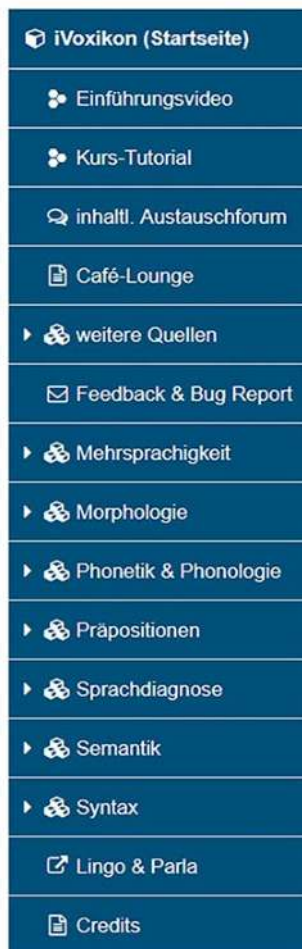 iVoxikon (Startseite)
Einführungsvideo
Kurs-Tutorial
inhaltl. Austauschforum
Café-Lounge
weitere Quellen
Feedback & Bug Report
Mehrsprachigkeit
Morphologie
Phonetik & Phonologie
Präpositionen
Sprachdiagnose
Semantik
Syntax
Lingo & Parla
Credits